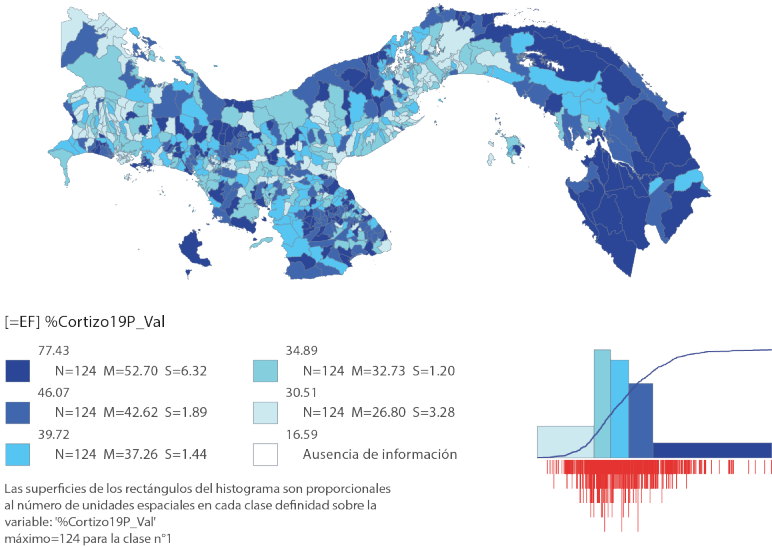 [=EF] %Cortizo19P_Val
77.43
N=124 M=52.70 S=6.32
46.07
N=124 M=42.62 S=1.89
39.72
N=124 M=37.26 S=1.44
34.89
N=124 M=32.73 S=1.20
30.51
N=124 M=26.80 S=3.28
16.59
Ausencia de información
Las superficies de los rectángulos del histograma son proporcionales
al número de unidades espaciales en cada clase definidad sobre la
variable: '%Cortizo19P_Val'
máximo=124 para la clase n°1